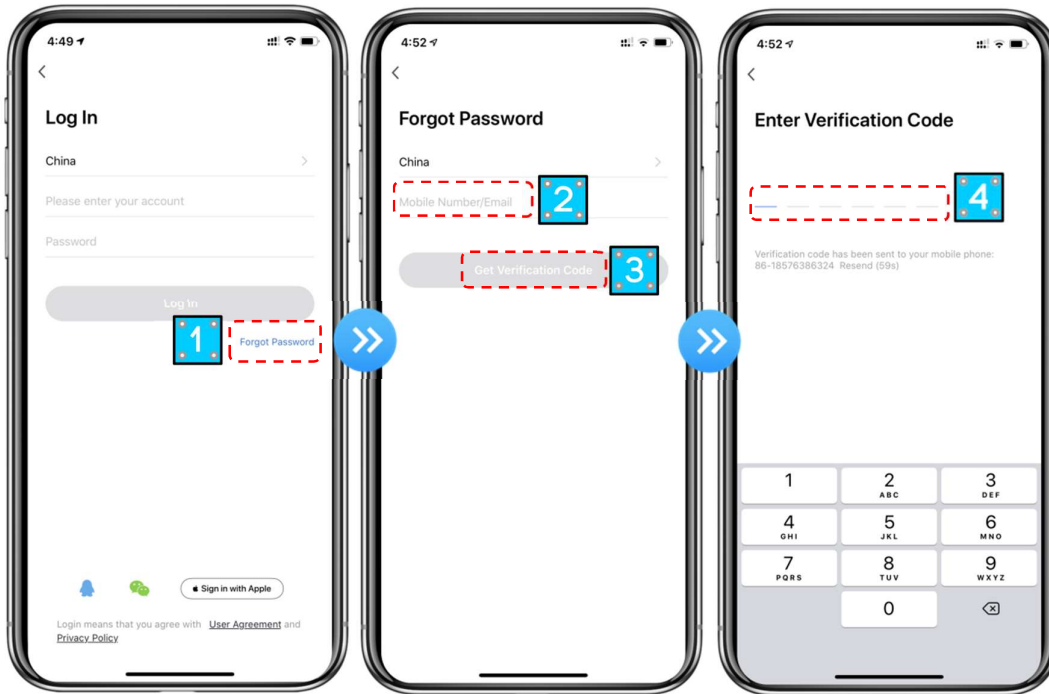 4:49
Log In
China
Please enter your account
Password
Log In
1
Forgot Password
Sign in with Apple
Login means that you agree with User Agreement and
Privacy Policy
4:52
Forgot Password
China
Mobile Number/Email
2
Get Verification Code
3
4:52
Enter Verification Code
4
Verification code has been sent to your mobile phone:
86-18576386324 Resend (59s)
1
2
ABC
3
DEF
4
GHI
5
JKL
6
MNO
7
PQRS
8
TUV
9
WXYZ
0